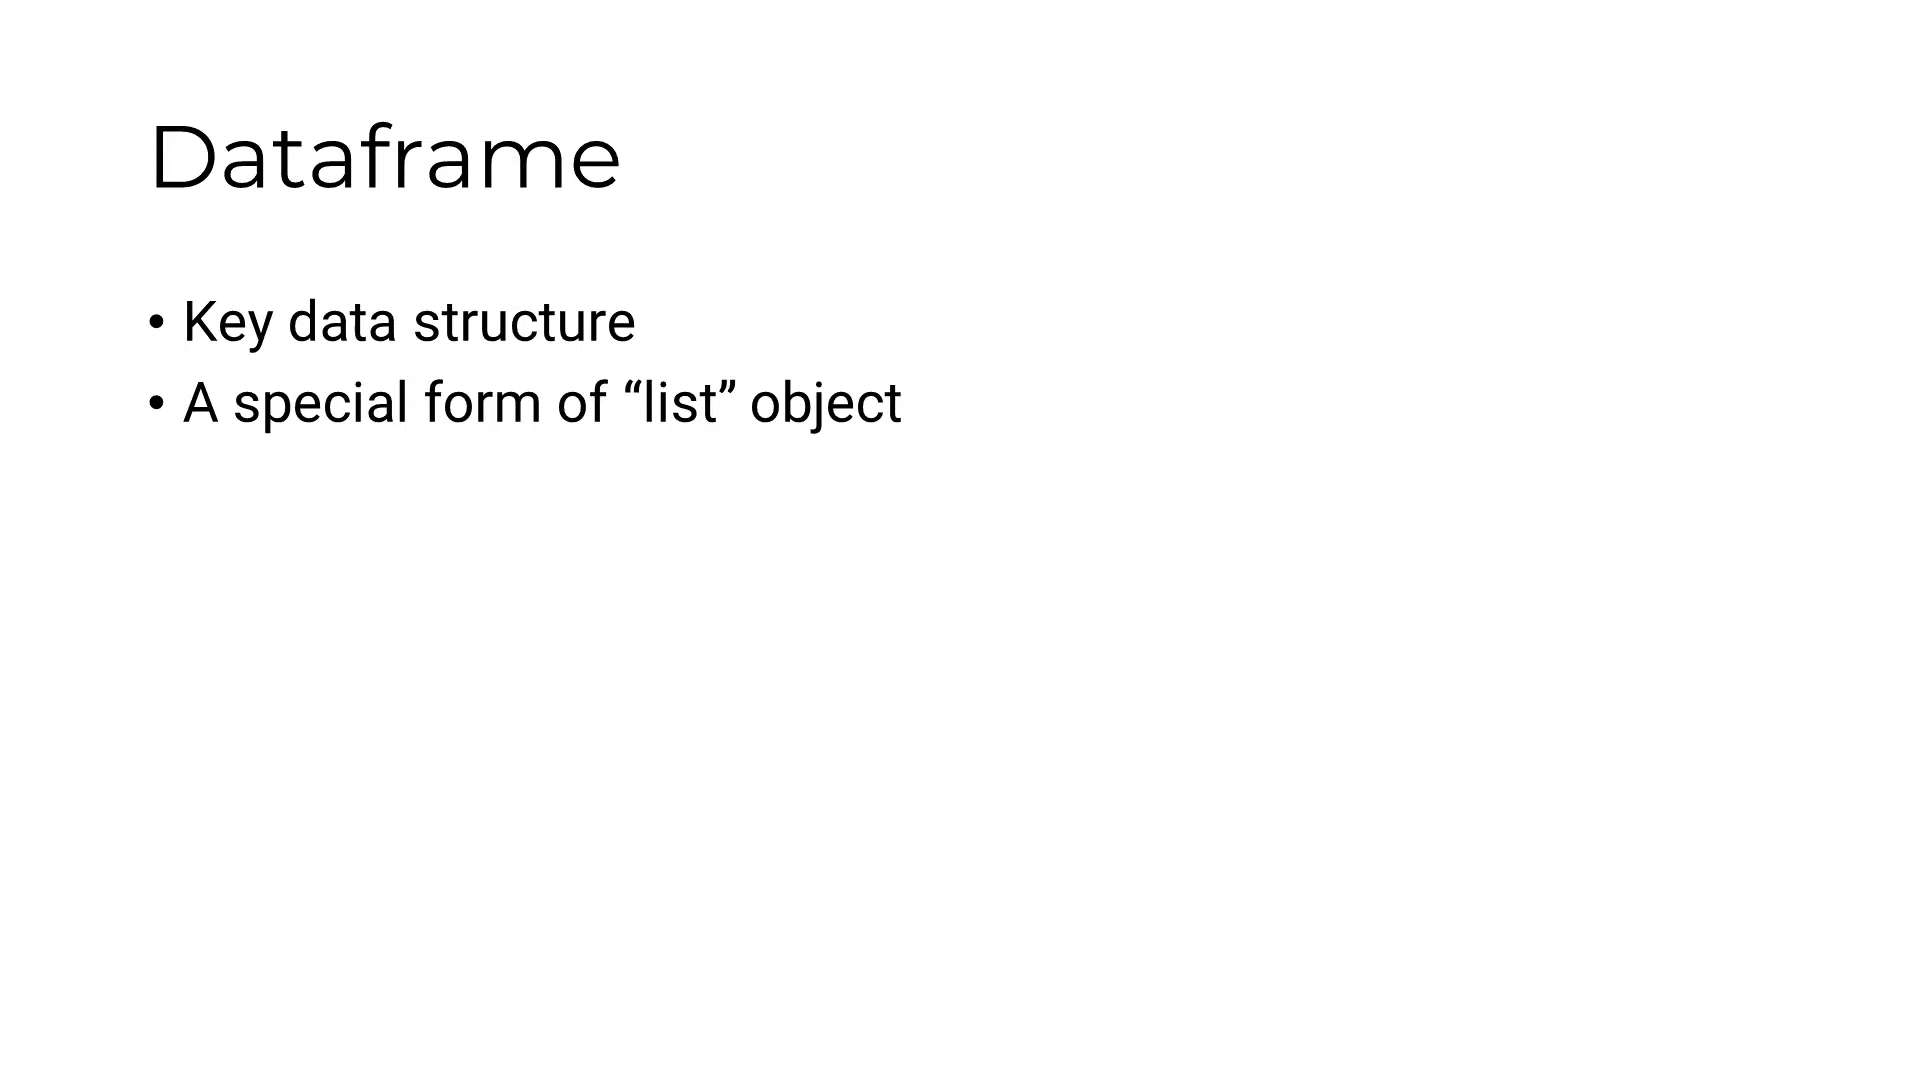 Dataframe
• Key data structure
• A special form of “list” object